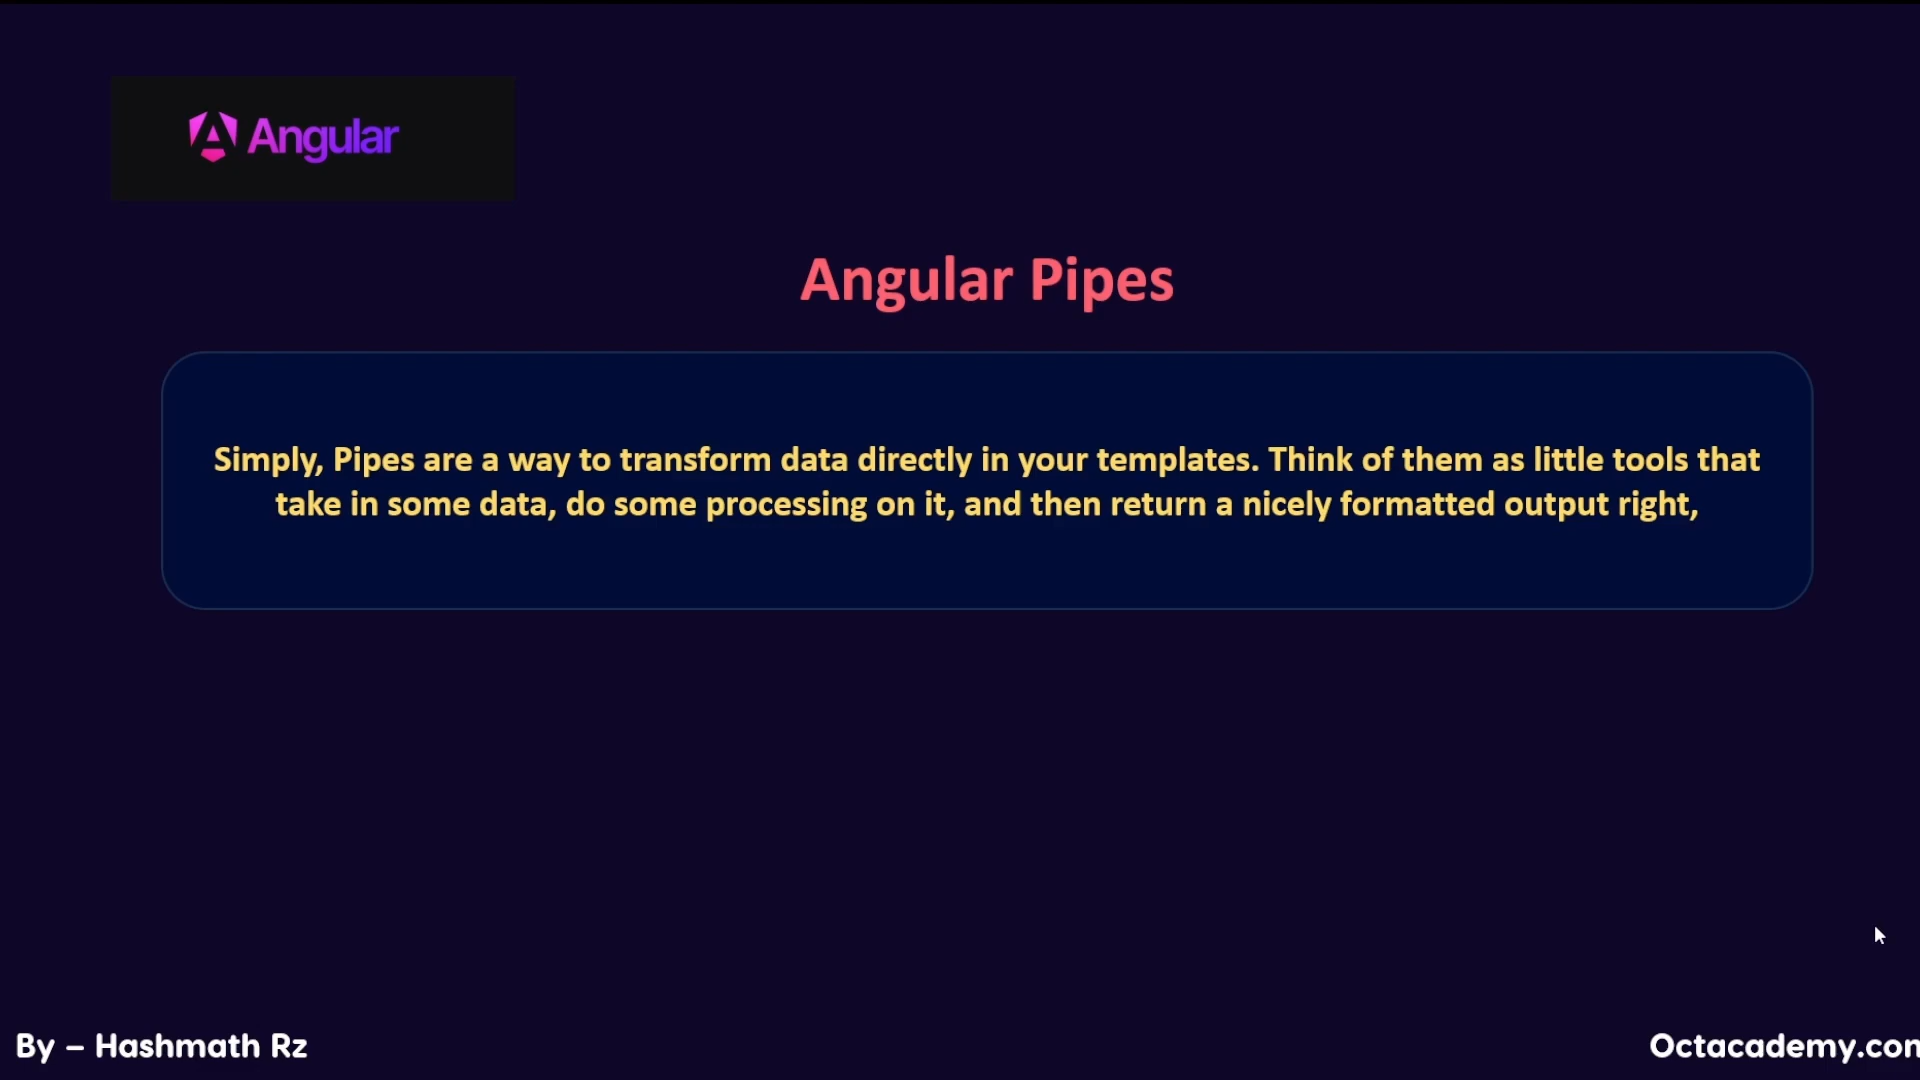 Angular
Angular Pipes
Simply, Pipes are a way to transform data directly in your templates. Think of them as little tools that
take in some data, do some processing on it, and then return a nicely formatted output right,
By – Hashmath Rz
Octacademy.com